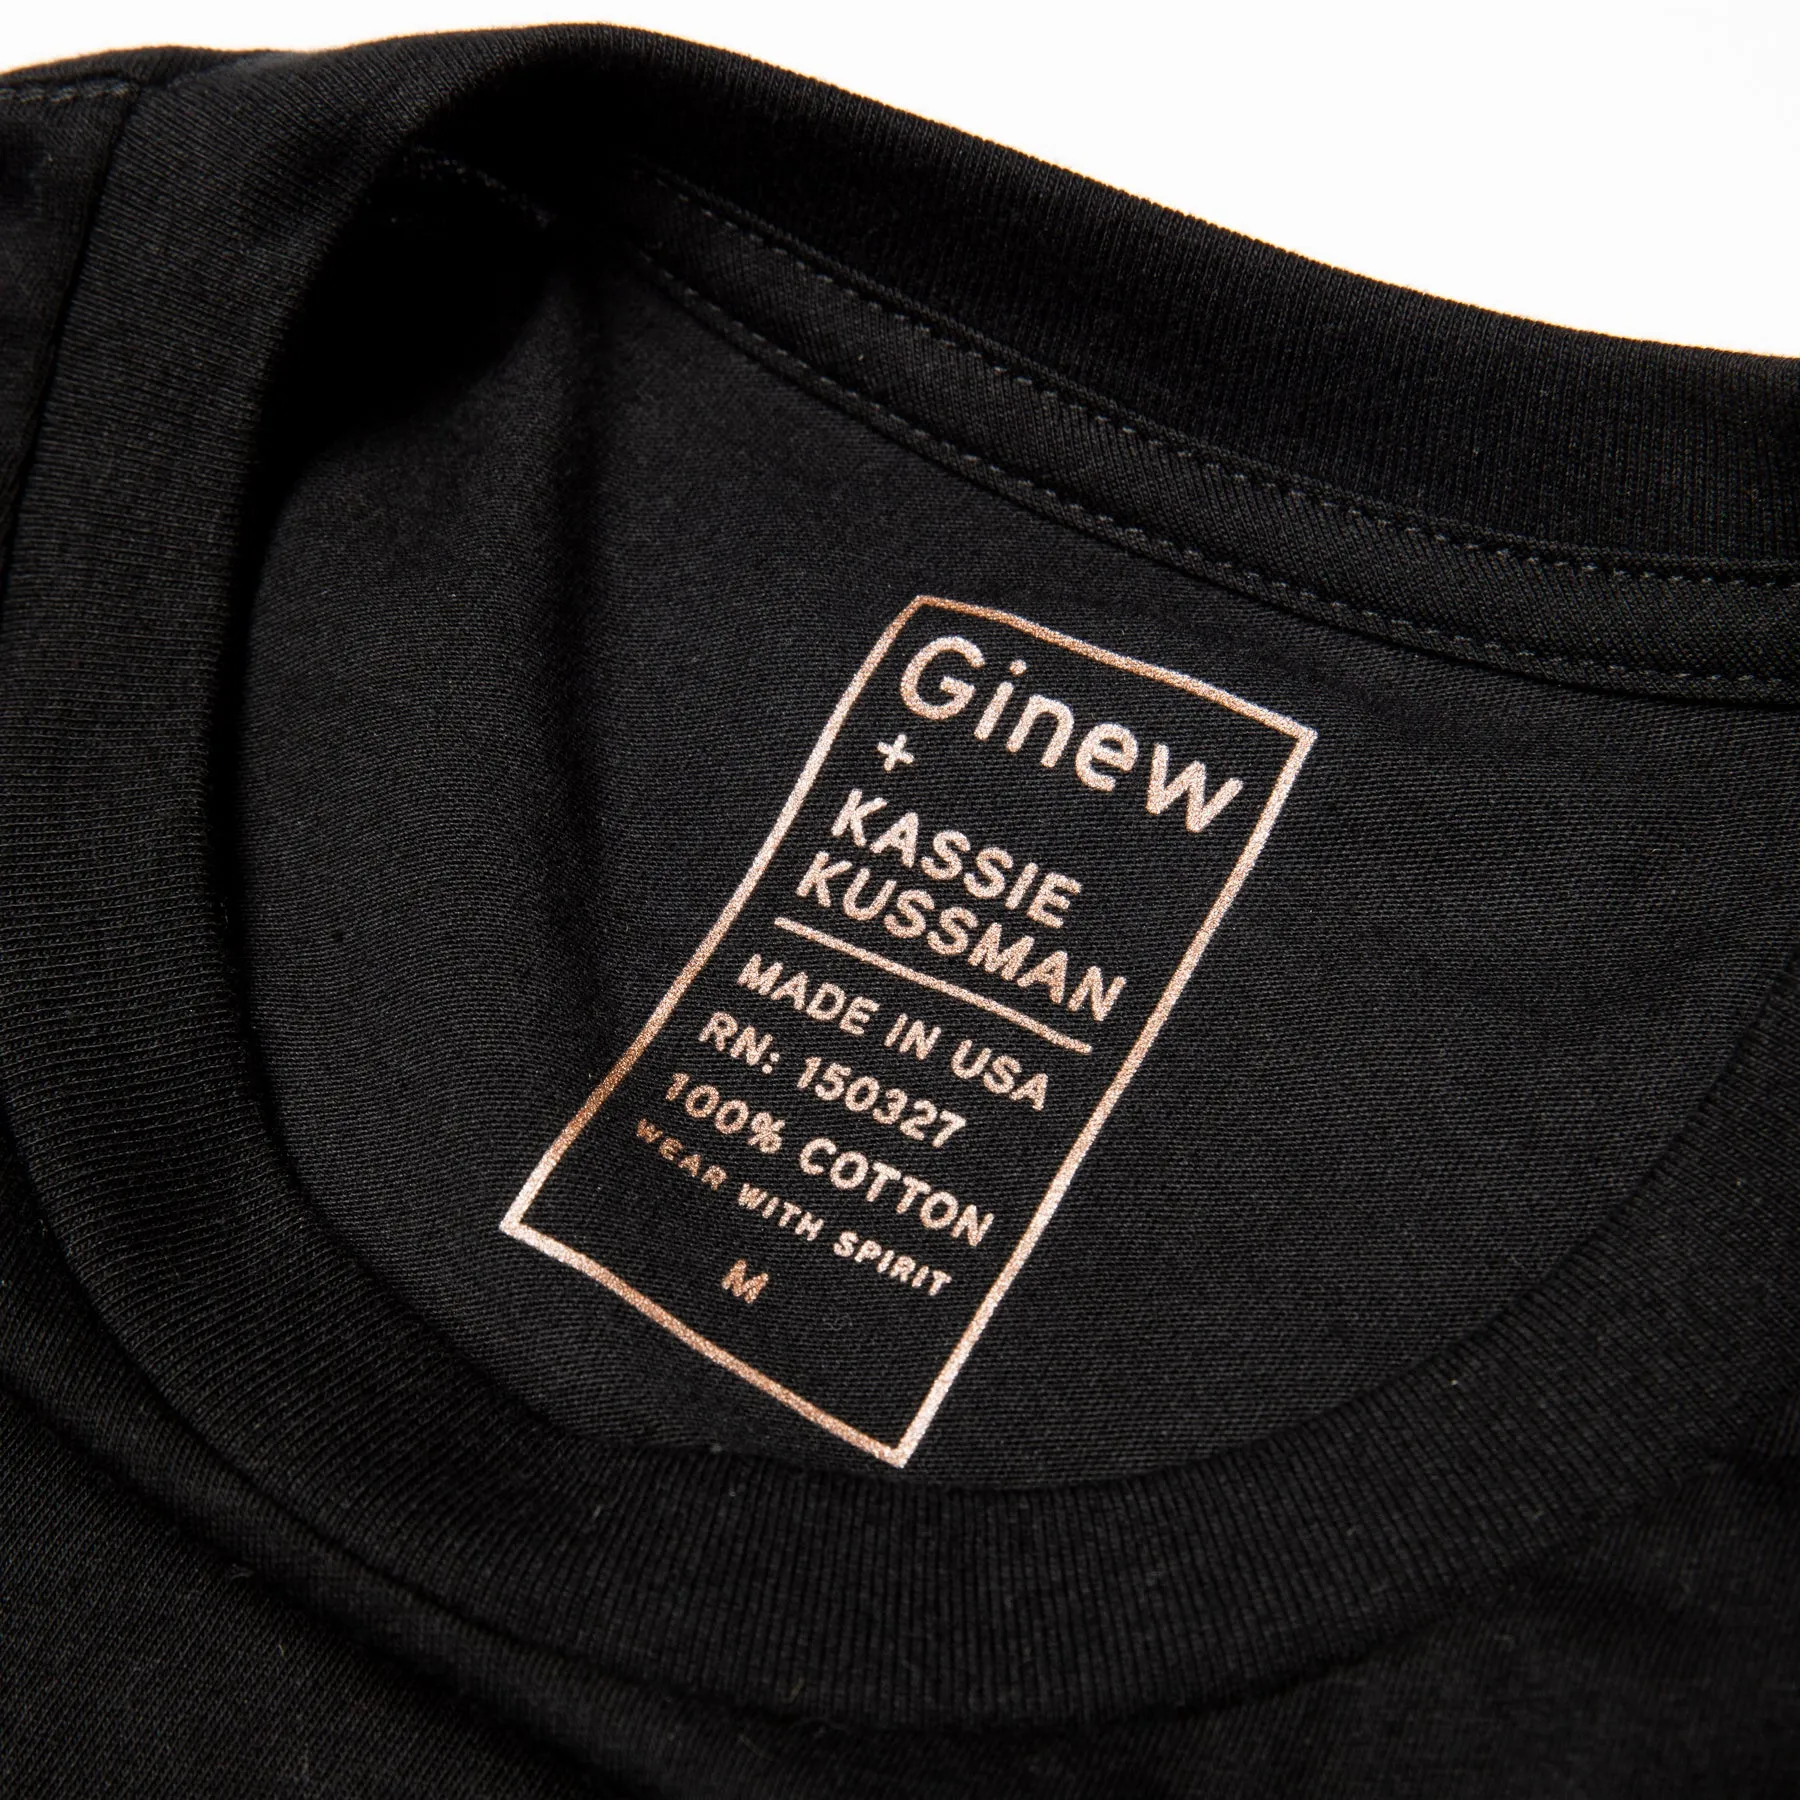 Ginew
+
KASSIE
KUSSMAN
MADE IN USA
RN: 150327
100% COTTON
WEAR WITH SPIRIT
M